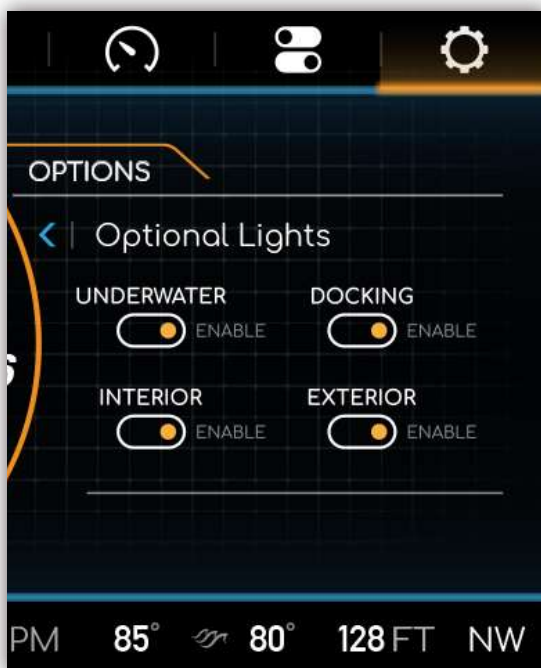 OPTIONS
Optional Lights
UNDERWATER DOCKING
ENABLE ENABLE
INTERIOR EXTERIOR
ENABLE ENABLE
PM 85° 80° 128 FT NW